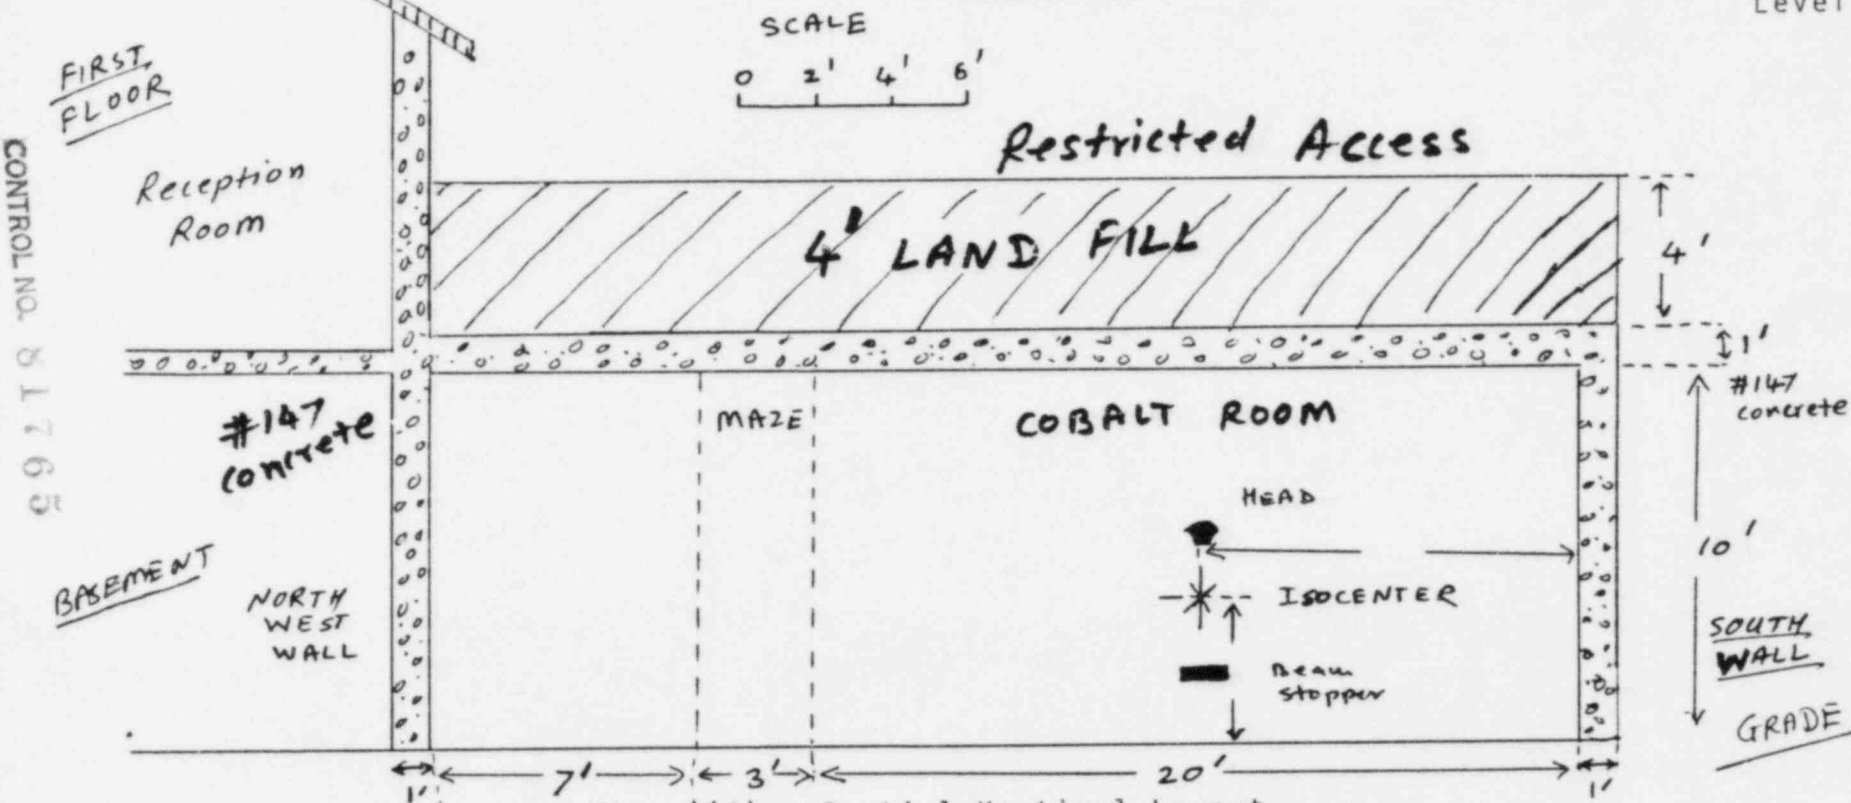 Level
SCALE
0 2' 4' 6'
FIRST
FLOOR
Restricted Access
Reception
Room
4' LAND FILL
4'
1'
CONTROL NO. 81765
#147
concrete
MAZE
COBALT ROOM
#147
concrete
HEAD
10'
BASEMENT
NORTH
WEST
WALL
ISOCENTER
SOUTH
WALL
Beam
stopper
GRADE
1' 7' 3' 20' 1'